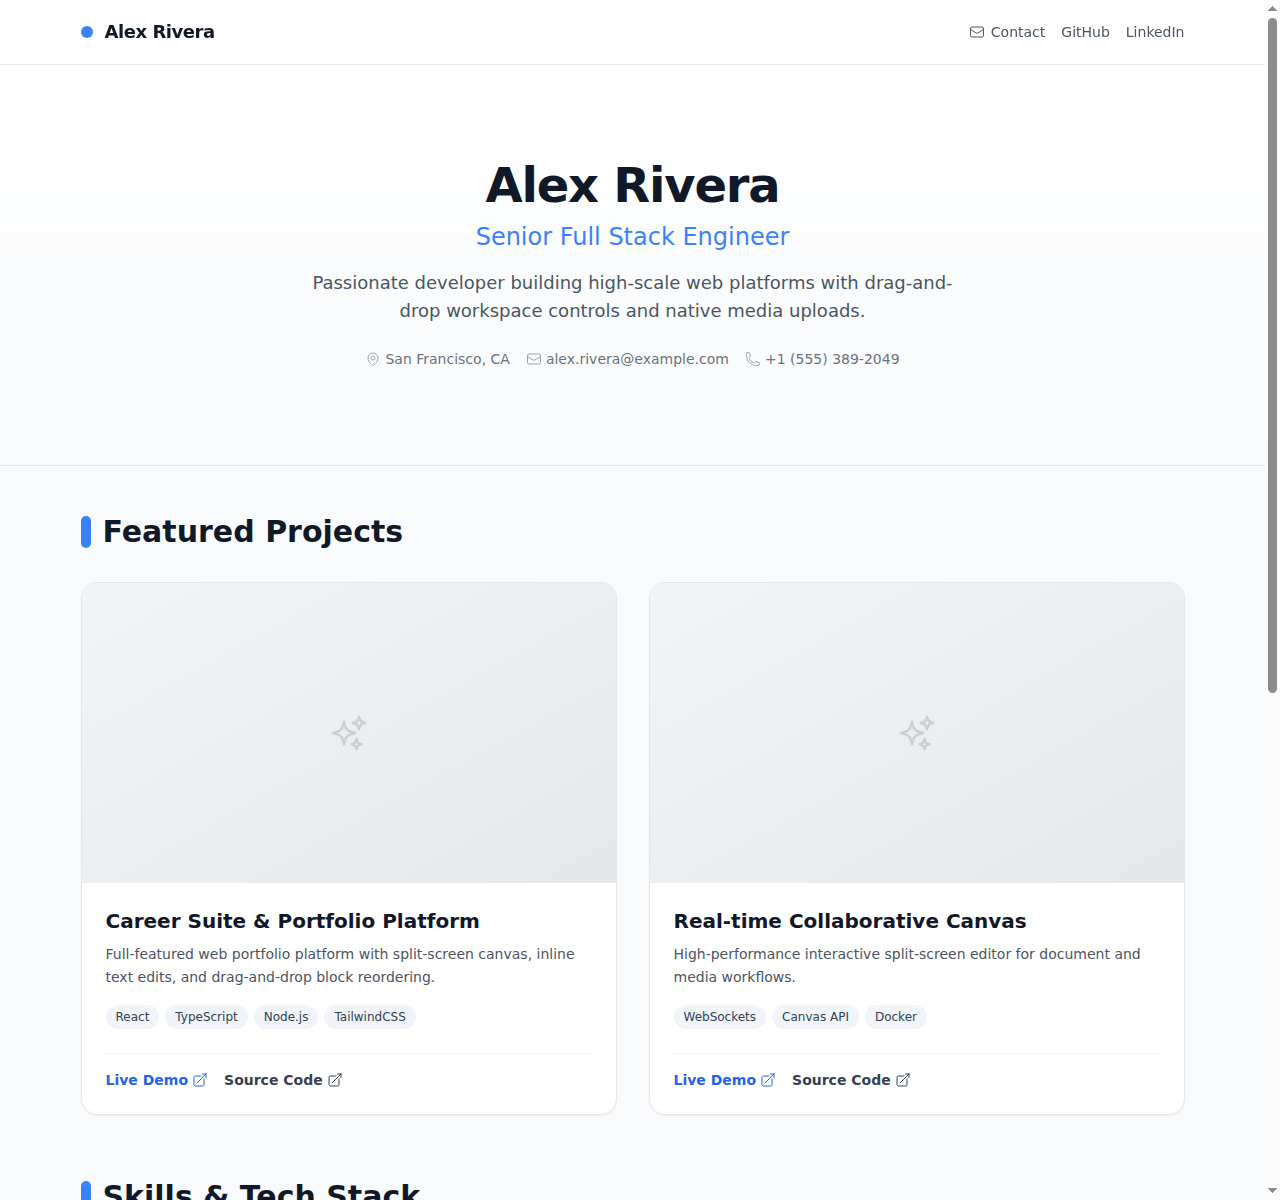 Alex Rivera
Contact GitHub LinkedIn
Alex Rivera
Senior Full Stack Engineer
Passionate developer building high-scale web platforms with drag-and-
drop workspace controls and native media uploads.
San Francisco, CA alex.rivera@example.com +1 (555) 389-2049
Featured Projects
Career Suite & Portfolio Platform
Full-featured web portfolio platform with split-screen canvas, inline
text edits, and drag-and-drop block reordering.
React TypeScript Node.js TailwindCSS
Live Demo Source Code
Real-time Collaborative Canvas
High-performance interactive split-screen editor for document and
media workflows.
WebSockets Canvas API Docker
Live Demo Source Code
Skills & Tech Stack